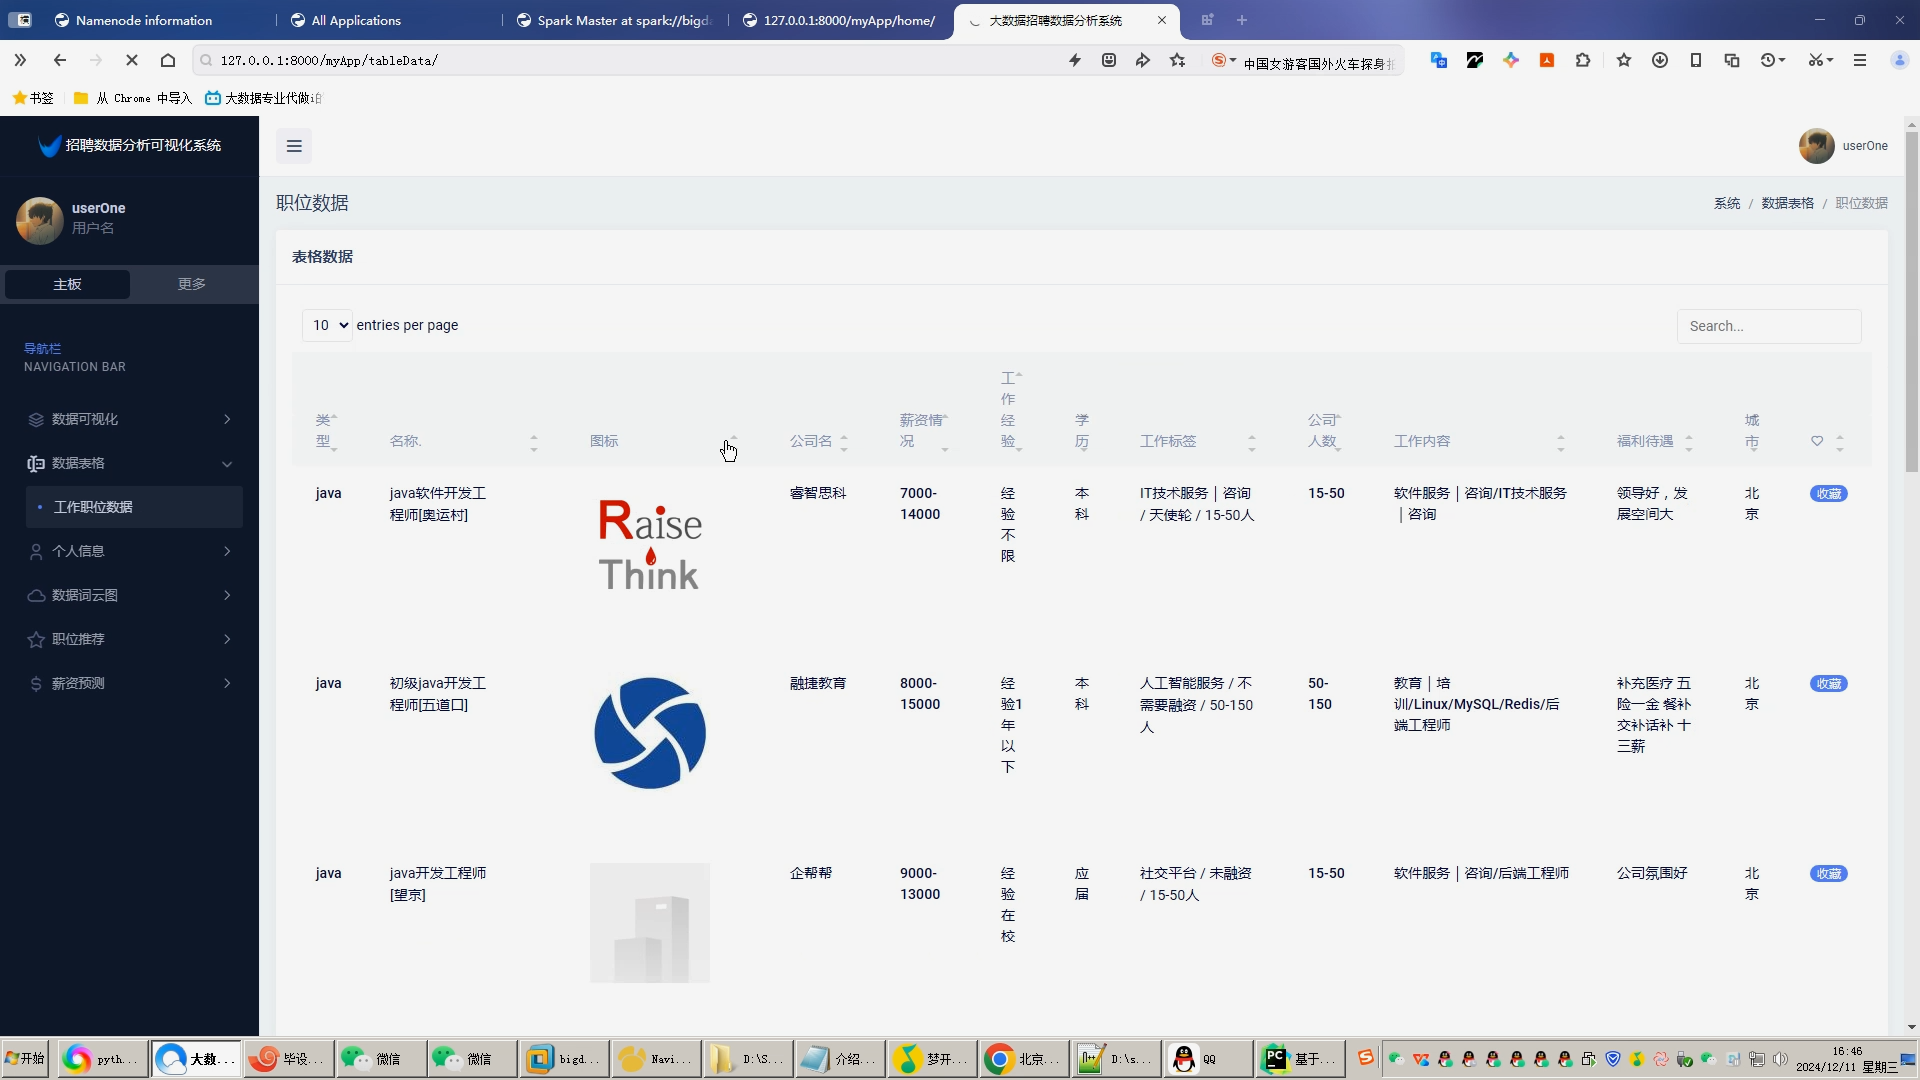 Namenode information
All Applications
Spark Master at spark://bigda
127.0.0.1:8000/myApp/home/
大数据招聘数据分析系统
127.0.0.1:8000/myApp/tableData/
中国女游客国外火车探身拍
书签
从 Chrome 中导入
大数据专业代做i的
招聘数据分析可视化系统
userOne
userOne
用户名
职位数据
系统 / 数据表格 / 职位数据
主板
更多
表格数据
10 entries per page
Search...
导航栏
NAVIGATION BAR
数据可视化
数据表格
工作职位数据
个人信息
数据词云图
职位推荐
薪资预测
类型
名称.
图标
公司名
薪资情况
工作经验
学历
工作标签
公司人数
工作内容
福利待遇
城市
java
java软件开发工
程师[奥运村]
Raise
Think
睿智思科
7000-
14000
经验不限
本科
IT技术服务 | 咨询
/ 天使轮 / 15-50人
15-50
软件服务 | 咨询/IT技术服务
| 咨询
领导好，发
展空间大
北京
收藏
java
初级java开发工
程师[五道口]
融捷教育
8000-
15000
经验1年以下
本科
人工智能服务 / 不
需要融资 / 50-150
人
50-
150
教育 | 培
训/Linux/MySQL/Redis/后
端工程师
补充医疗 五
险一金 餐补
交补话补 十
三薪
北京
收藏
java
java开发工程师
[望京]
企帮帮
9000-
13000
经验在校
应届
社交平台 / 未融资
/ 15-50人
15-50
软件服务 | 咨询/后端工程师
公司氛围好
北京
收藏
开始
pyth...
大数...
毕设...
微信
微信
bigd...
Navi...
D:\S...
介绍...
梦开...
北京...
D:\s...
QQ
基于...
16:46
2024/12/11 星期三